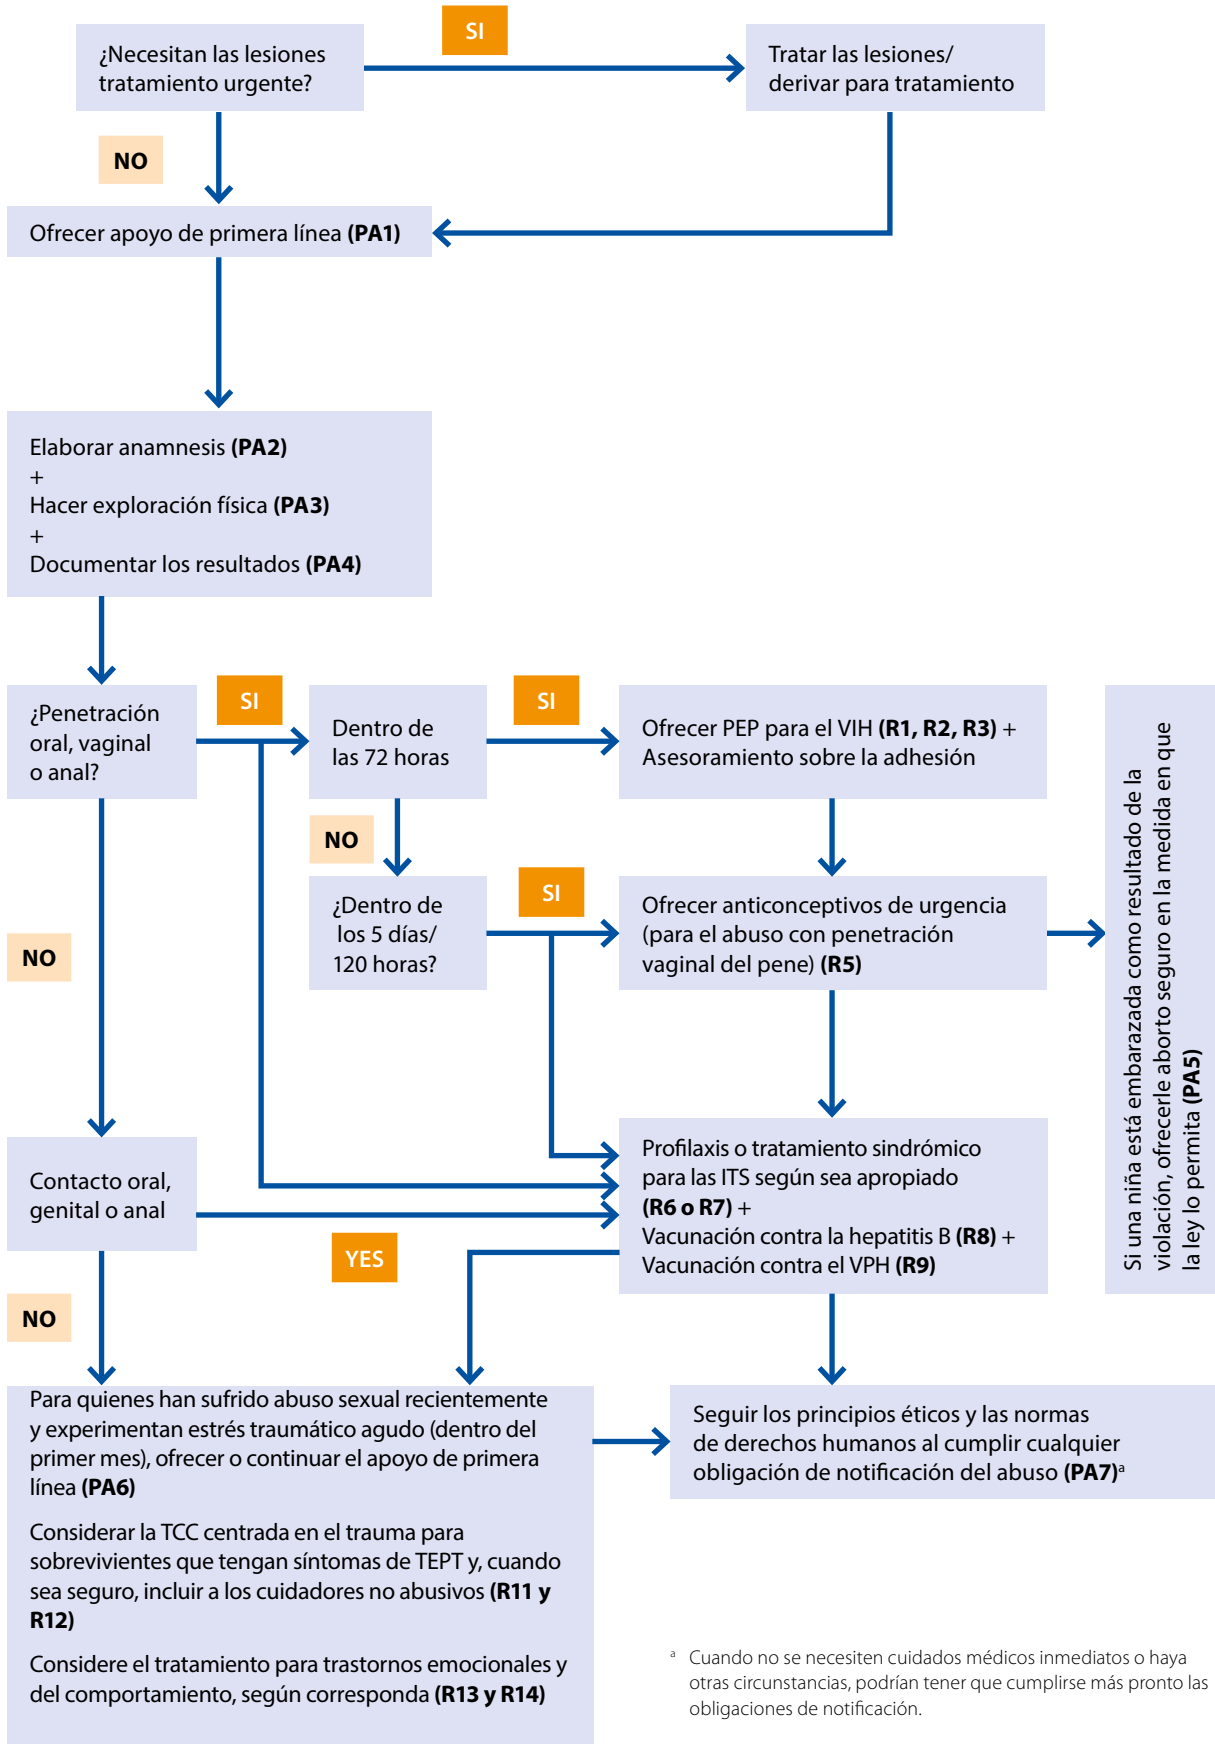 SI
¿Necesitan las lesiones
tratamiento urgente?
Tratar las lesiones/
derivar para tratamiento
NO
Ofrecer apoyo de primera línea (PA1)
Elaborar anamnesis (PA2)
+
Hacer exploración física (PA3)
+
Documentar los resultados (PA4)
¿Penetración
oral, vaginal
o anal?
SI
Dentro de
las 72 horas
SI
Ofrecer PEP para el VIH (R1, R2, R3) +
Asesoramiento sobre la adhesión
NO
¿Dentro de
los 5 días/
120 horas?
SI
Ofrecer anticonceptivos de urgencia
(para el abuso con penetración
vaginal del pene) (R5)
Si una niña está embarazada como resultado de la
violación, ofrecerle aborto seguro en la medida en que
la ley lo permita (PA5)
NO
Contacto oral,
genital o anal
YES
Profilaxis o tratamiento sindrómico
para las ITS según sea apropiado
(R6 o R7) +
Vacunación contra la hepatitis B (R8) +
Vacunación contra el VPH (R9)
NO
Para quienes han sufrido abuso sexual recientemente
y experimentan estrés traumático agudo (dentro del
primer mes), ofrecer o continuar el apoyo de primera
línea (PA6)
Considerar la TCC centrada en el trauma para
sobrevivientes que tengan síntomas de TEPT y, cuando
sea seguro, incluir a los cuidadores no abusivos (R11 y
R12)
Considere el tratamiento para trastornos emocionales y
del comportamiento, según corresponda (R13 y R14)
Seguir los principios éticos y las normas
de derechos humanos al cumplir cualquier
obligación de notificación del abuso (PA7)ª
ª Cuando no se necesiten cuidados médicos inmediatos o haya
otras circunstancias, podrían tener que cumplirse más pronto las
obligaciones de notificación.